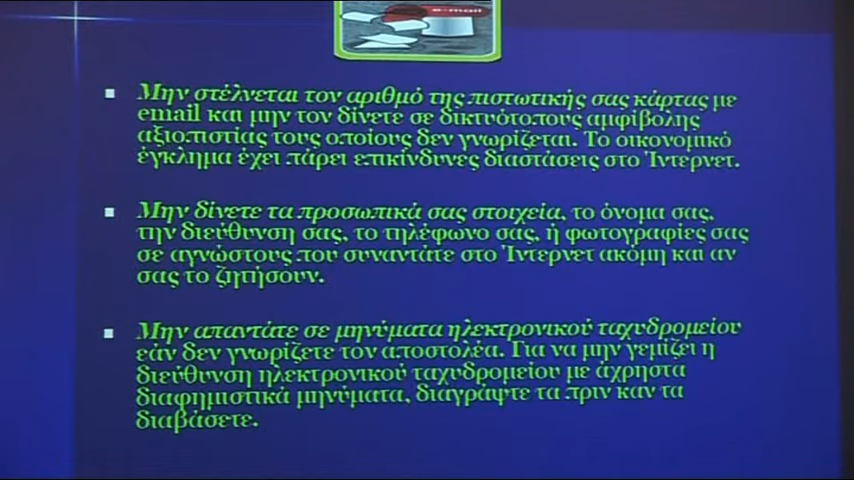 e-mail
Μην στέλνεται τον αριθμό της πιστωτικής σας κάρτας με
email και μην τον δίνετε σε δικτυότοπους αμφίβολης
αξιοπιστίας τους οποίους δεν γνωρίζεται. Το οικονομικό
έγκλημα έχει πάρει επικίνδυνες διαστάσεις στο Ίντερνετ.
Μην δίνετε τα προσωπικά σας στοιχεία, το όνομα σας,
την διεύθυνση σας, το τηλέφωνο σας, ή φωτογραφίες σας
σε αγνώστους που συναντάτε στο Ίντερνετ ακόμη και αν
σας το ζητήσουν.
Μην απαντάτε σε μηνύματα ηλεκτρονικού ταχυδρομείου
εάν δεν γνωρίζετε τον αποστολέα. Για να μην γεμίζει η
διεύθυνση ηλεκτρονικού ταχυδρομείου με άχρηστα
διαφημιστικά μηνύματα, διαγράψτε τα πριν καν τα
διαβάσετε.